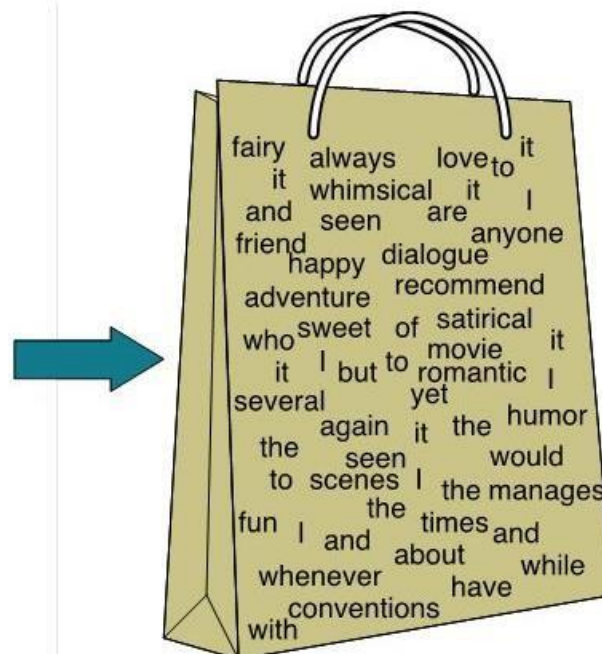 fairy always love to it
it whimsical it I
and seen are anyone
friend happy dialogue
adventure recommend
who sweet of satirical it
it I but to movie romantic I
several yet
again it the humor
the seen would
to scenes I the manages
fun I and the times and
whenever about have while
conventions
with